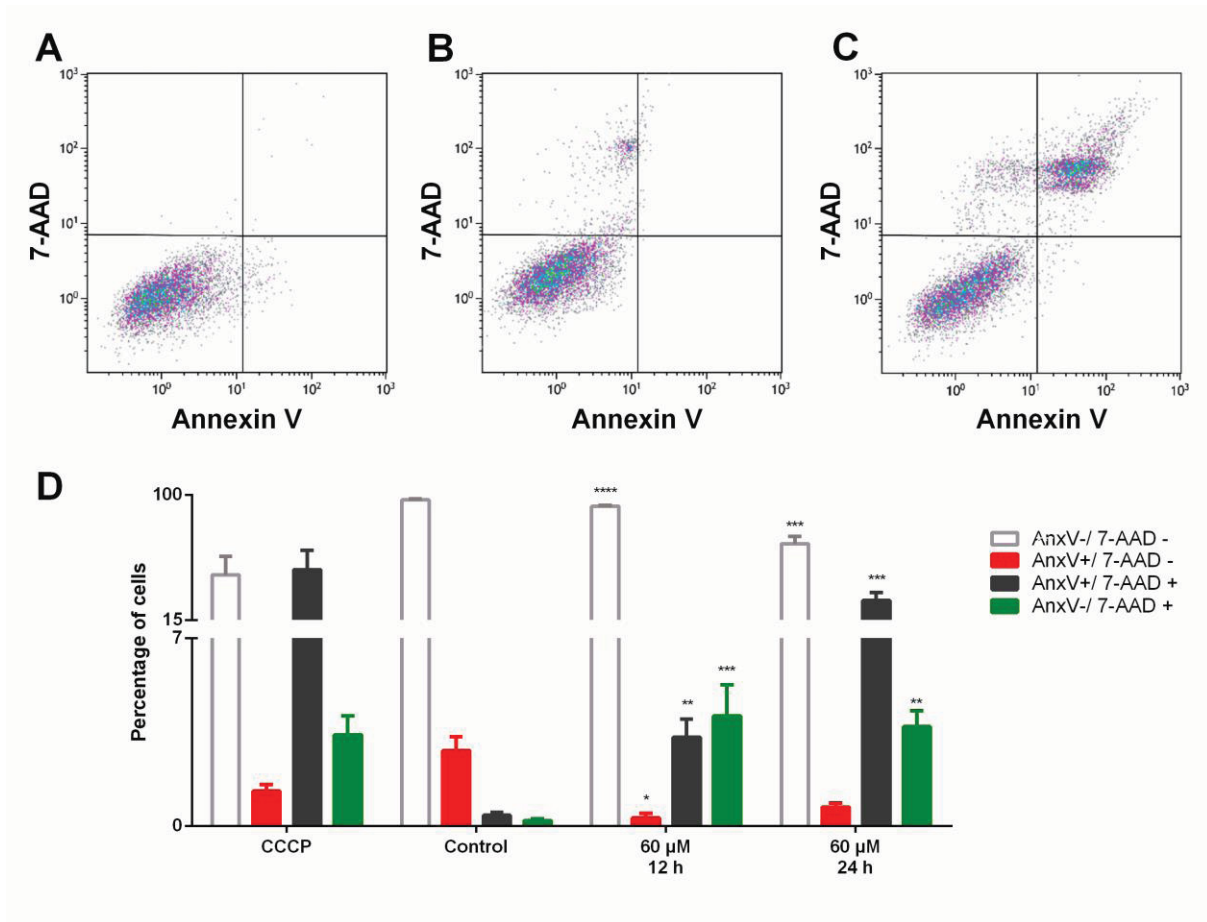 A
B
C
10³
10²
10¹
10⁰
7-AAD
10⁰
10¹
10²
10³
Annexin V
10³
10²
10¹
10⁰
7-AAD
10⁰
10¹
10²
10³
Annexin V
10³
10²
10¹
10⁰
7-AAD
10⁰
10¹
10²
10³
Annexin V
D
Percentage of cells
100
15
7
0
****
*
**
***
***
***
**
CCCP
Control
60 µM
12 h
60 µM
24 h
AnxV-/ 7-AAD -
AnxV+/ 7-AAD -
AnxV+/ 7-AAD +
AnxV-/ 7-AAD +